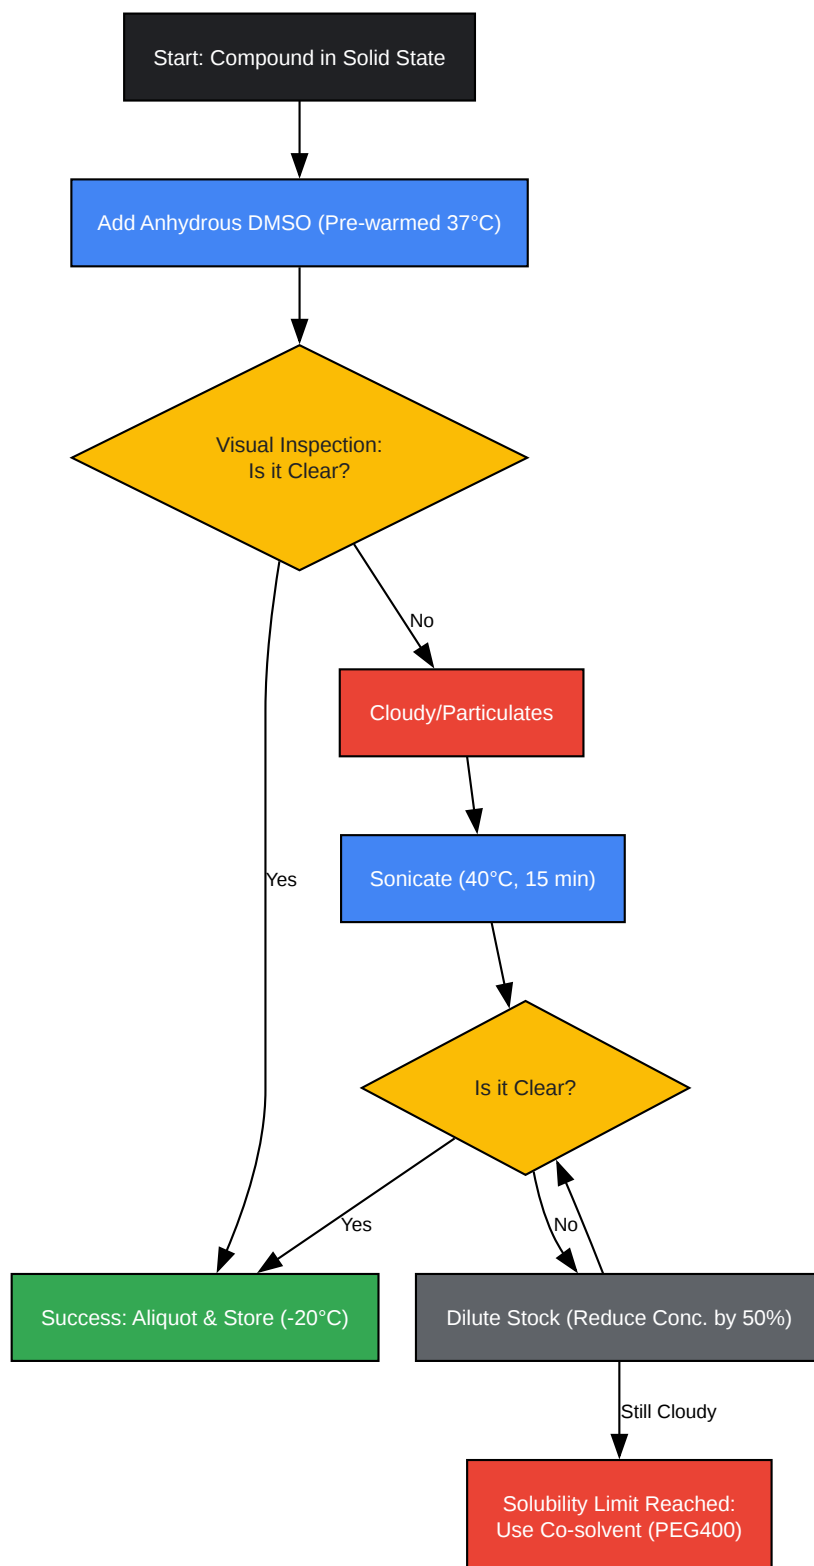 Start: Compound in Solid State
Add Anhydrous DMSO (Pre-warmed 37°C)
Visual Inspection:
Is it Clear?
No
Cloudy/Particulates
Yes
Sonicate (40°C, 15 min)
Is it Clear?
Yes
No
Success: Aliquot & Store (-20°C)
Dilute Stock (Reduce Conc. by 50%)
Still Cloudy
Solubility Limit Reached:
Use Co-solvent (PEG400)